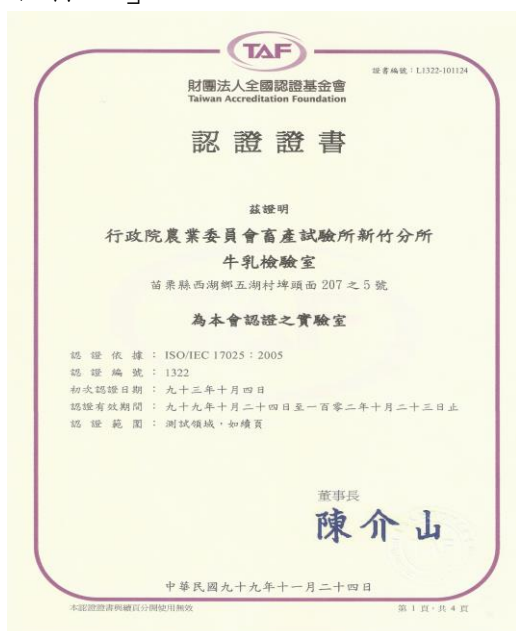 TAF
證書編號：L1322-101124
財團法人全國認證基金會
Taiwan Accreditation Foundation
認證證書
茲證明
行政院農業委員會畜產試驗所新竹分所
牛乳檢驗室
苗栗縣西湖鄉五湖村埤頭面 207 之 5 號
為本會認證之實驗室
認證依據：ISO/IEC 17025：2005
認證編號：1322
初次認證日期：九十三年十月四日
認證有效期間：九十九年十月二十四日至一百零二年十月二十三日止
認證範圍：測試領域，如續頁
董事長
陳介山
中華民國九十九年十一月二十四日
本認證證書與續頁分開使用無效
第 1 頁，共 4 頁